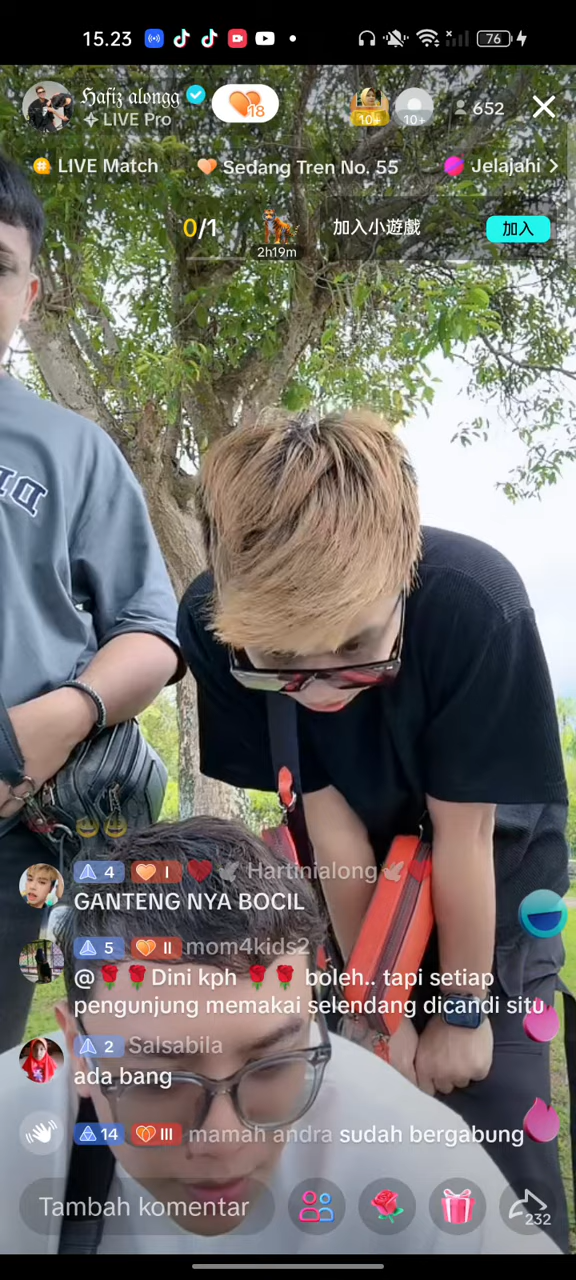 15.23
76
Hafiz alongg
LIVE Pro
18
10+
10+
652
LIVE Match
Sedang Tren No. 55
Jelajahi >
0/1
2h19m
加入小遊戲
加入
4 I Hartinialong
GANTENG NYA BOCIL
5 II mom4kids2
@🌹🌹Dini kph 🌹🌹 boleh.. tapi setiap
pengunjung memakai selendang dicandi situ
2 Salsabila
ada bang
14 III mamah andra sudah bergabung
Tambah komentar
232